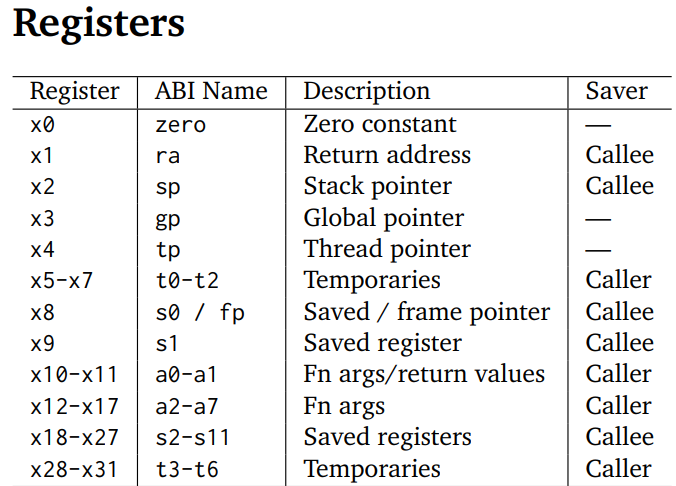 Registers
Register ABI Name Description Saver
x0 zero Zero constant —
x1 ra Return address Callee
x2 sp Stack pointer Callee
x3 gp Global pointer —
x4 tp Thread pointer —
x5-x7 t0-t2 Temporaries Caller
x8 s0 / fp Saved / frame pointer Callee
x9 s1 Saved register Callee
x10-x11 a0-a1 Fn args/return values Caller
x12-x17 a2-a7 Fn args Caller
x18-x27 s2-s11 Saved registers Callee
x28-x31 t3-t6 Temporaries Caller